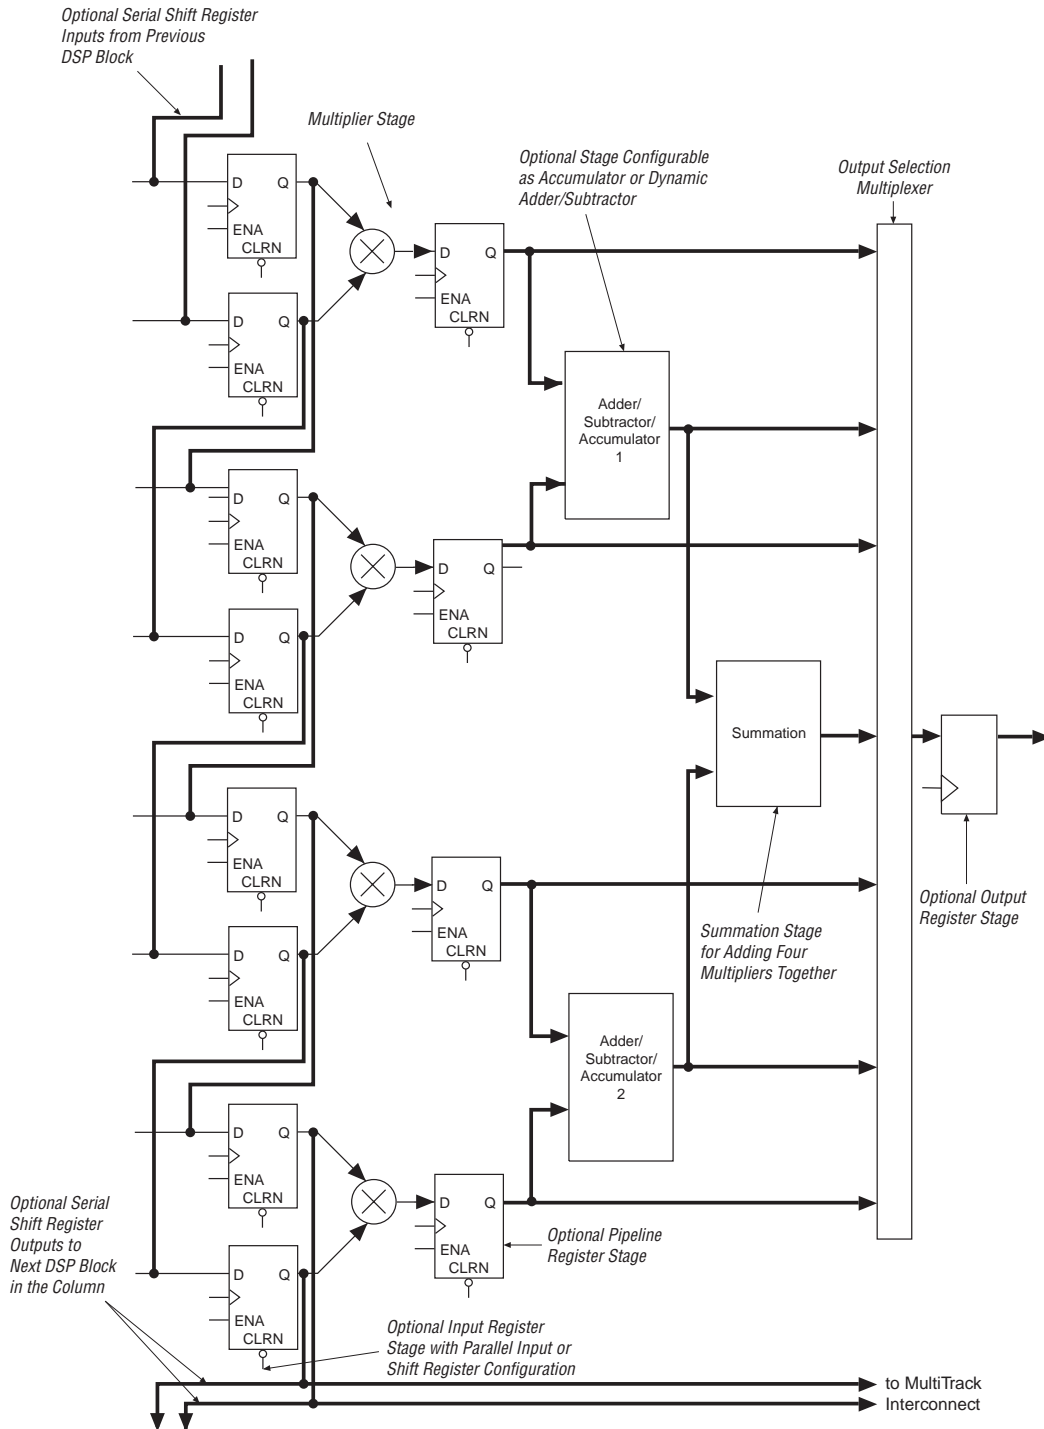 Optional Serial Shift Register
Inputs from Previous
DSP Block
Multiplier Stage
Optional Stage Configurable
as Accumulator or Dynamic
Adder/Subtractor
Output Selection
Multiplexer
D Q
ENA
CLRN
D Q
ENA
CLRN
D Q
ENA
CLRN
Adder/
Subtractor/
Accumulator
1
D Q
ENA
CLRN
D Q
ENA
CLRN
D Q
ENA
CLRN
Summation
D Q
ENA
CLRN
D Q
ENA
CLRN
D Q
ENA
CLRN
Summation Stage
for Adding Four
Multipliers Together
Optional Output
Register Stage
Adder/
Subtractor/
Accumulator
2
D Q
ENA
CLRN
D Q
ENA
CLRN
D Q
ENA
CLRN
Optional Pipeline
Register Stage
Optional Serial
Shift Register
Outputs to
Next DSP Block
in the Column
Optional Input Register
Stage with Parallel Input or
Shift Register Configuration
to MultiTrack
Interconnect